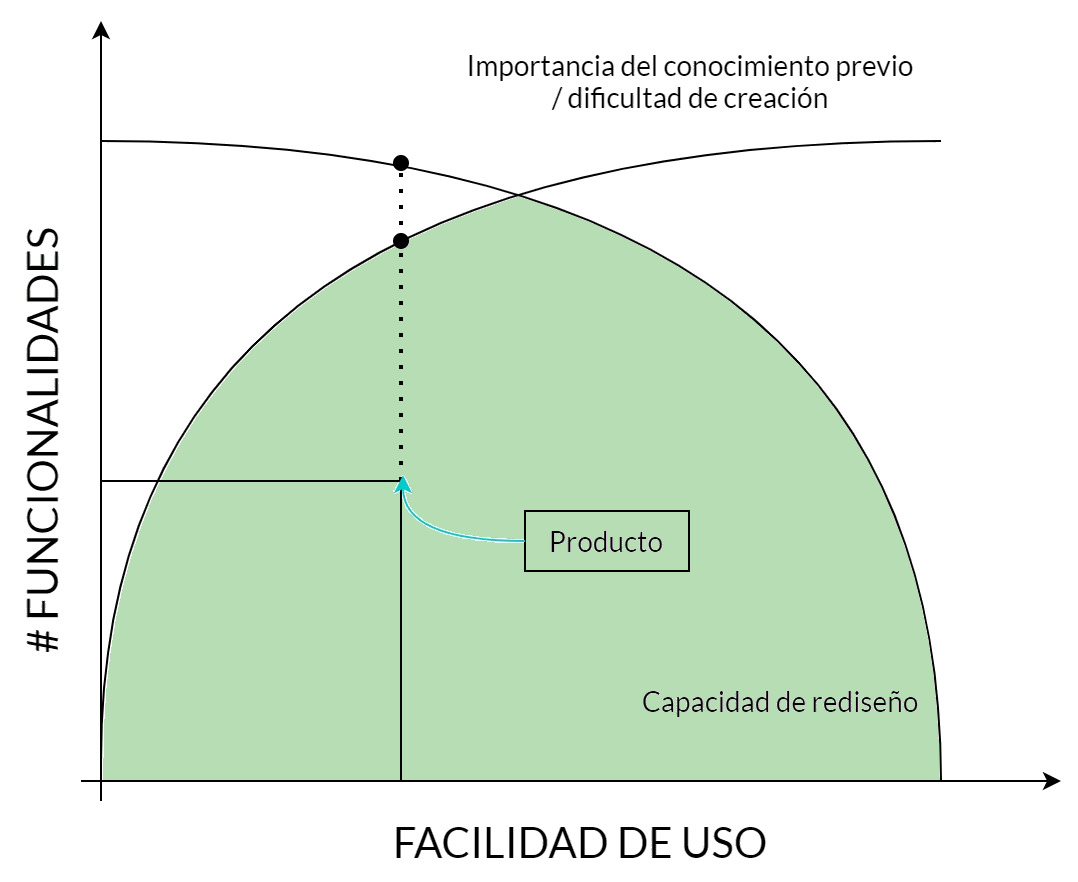 Importancia del conocimiento previo
/ dificultad de creación
# FUNCIONALIDADES
Producto
Capacidad de rediseño
FACILIDAD DE USO